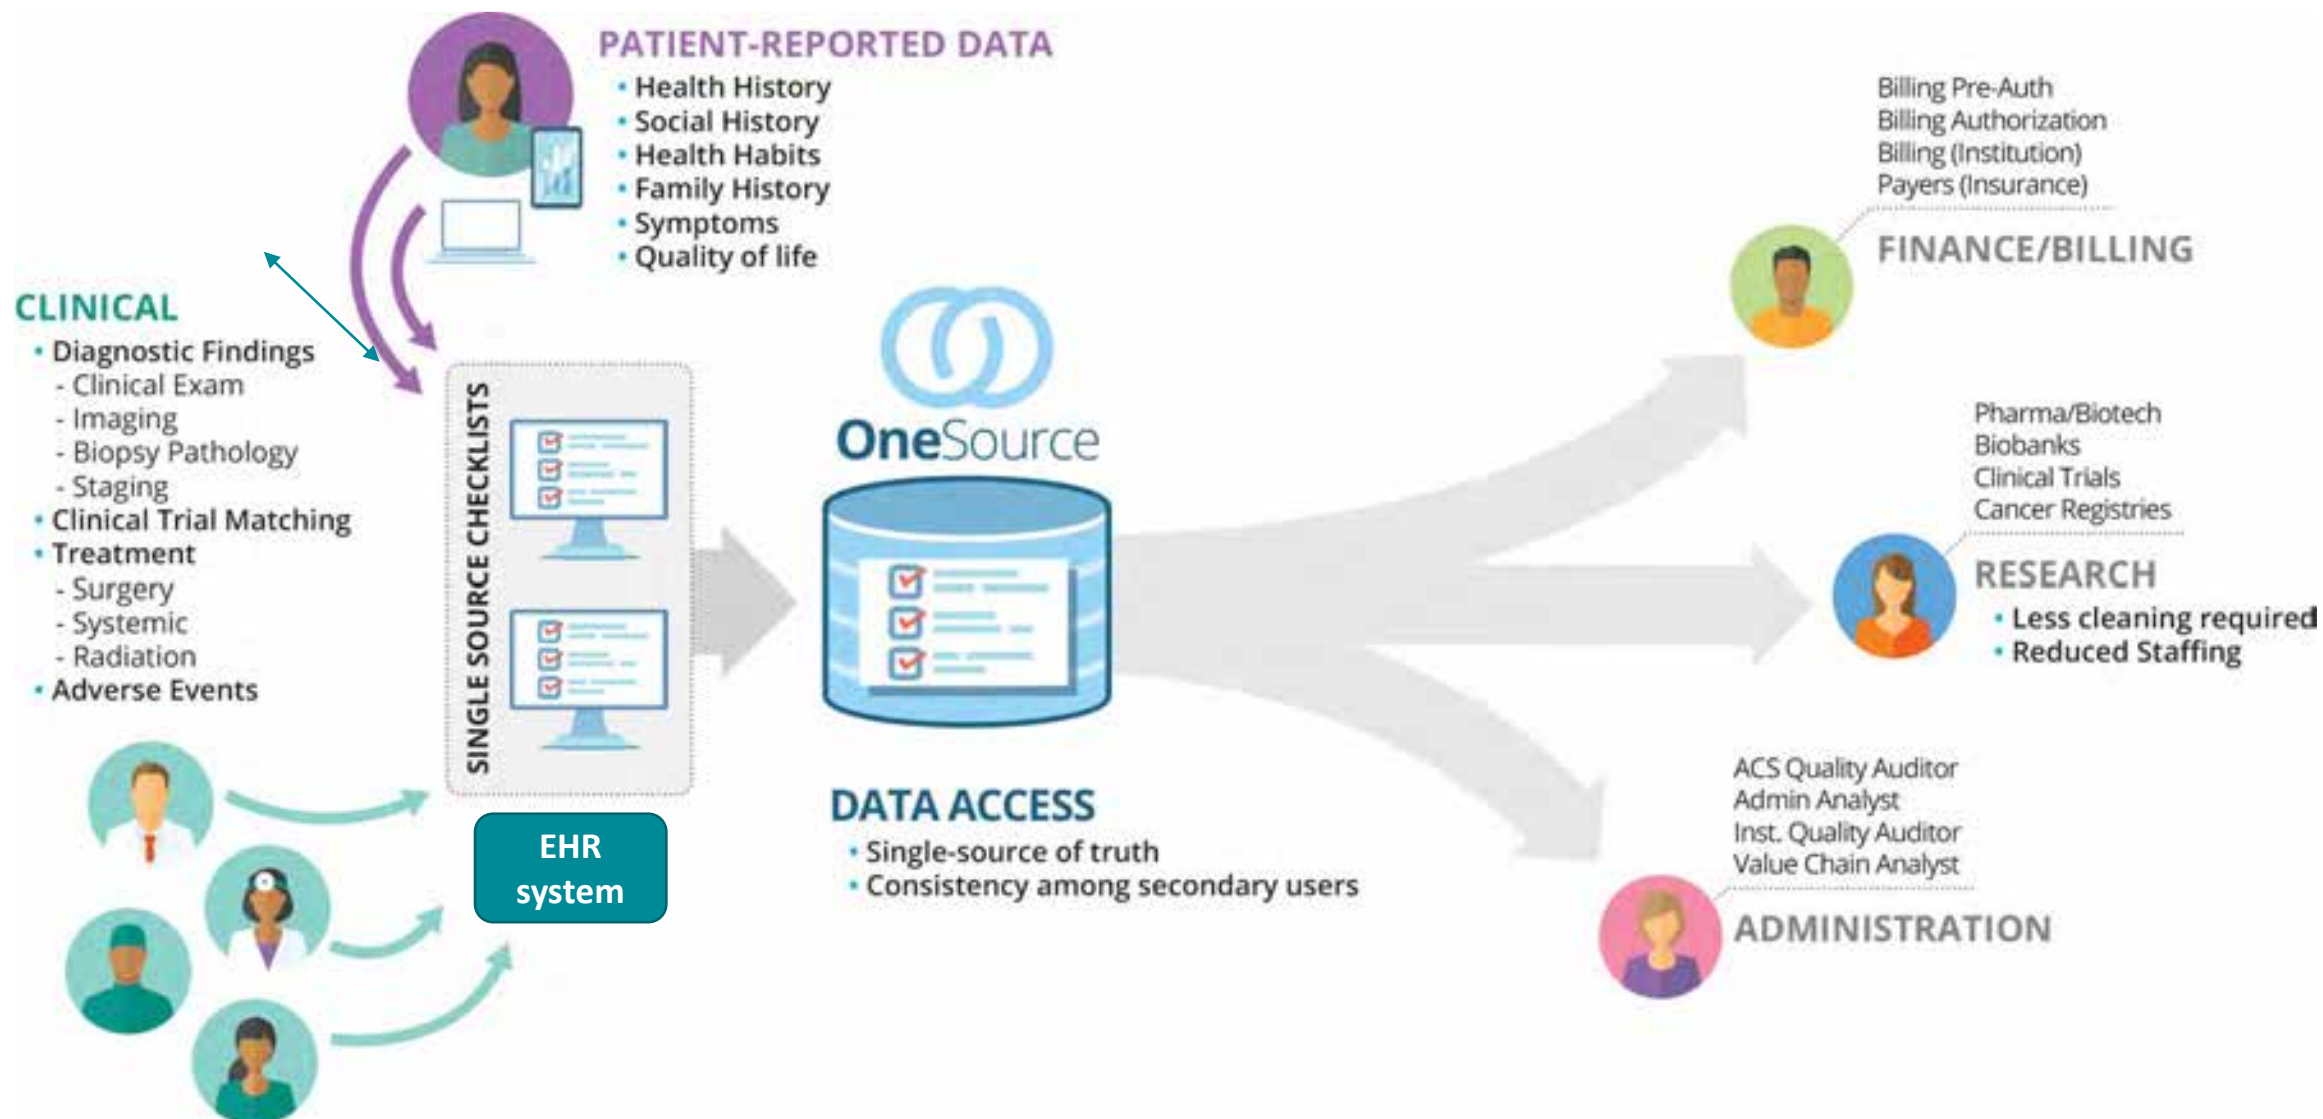 PATIENT-REPORTED DATA
• Health History
• Social History
• Health Habits
• Family History
• Symptoms
• Quality of life
CLINICAL
• Diagnostic Findings
- Clinical Exam
- Imaging
- Biopsy Pathology
- Staging
• Clinical Trial Matching
• Treatment
- Surgery
- Systemic
- Radiation
• Adverse Events
SINGLE SOURCE CHECKLISTS
EHR
system
OneSource
DATA ACCESS
• Single-source of truth
• Consistency among secondary users
Billing Pre-Auth
Billing Authorization
Billing (Institution)
Payers (Insurance)
FINANCE/BILLING
Pharma/Biotech
Biobanks
Clinical Trials
Cancer Registries
RESEARCH
• Less cleaning required
• Reduced Staffing
ACS Quality Auditor
Admin Analyst
Inst. Quality Auditor
Value Chain Analyst
ADMINISTRATION